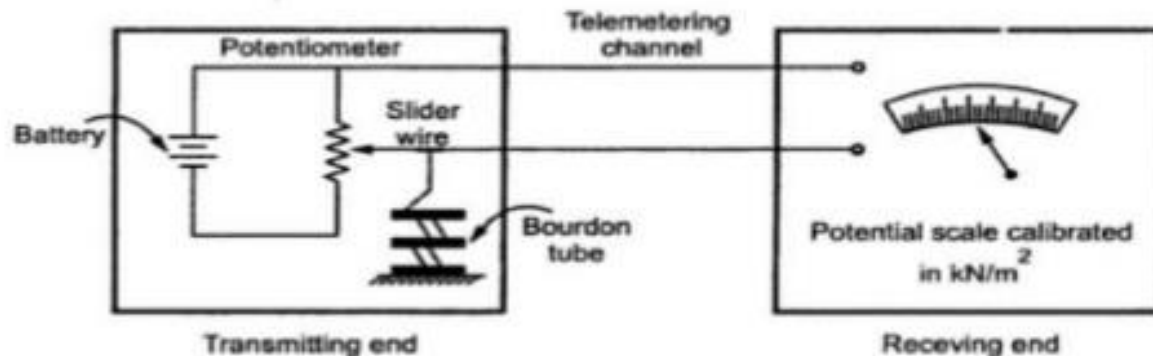 Telemetering
channel
Potentiometer
Battery
Slider
wire
Bourdon
tube
Potential scale calibrated
in kN/m²
Transmitting end
Receving end